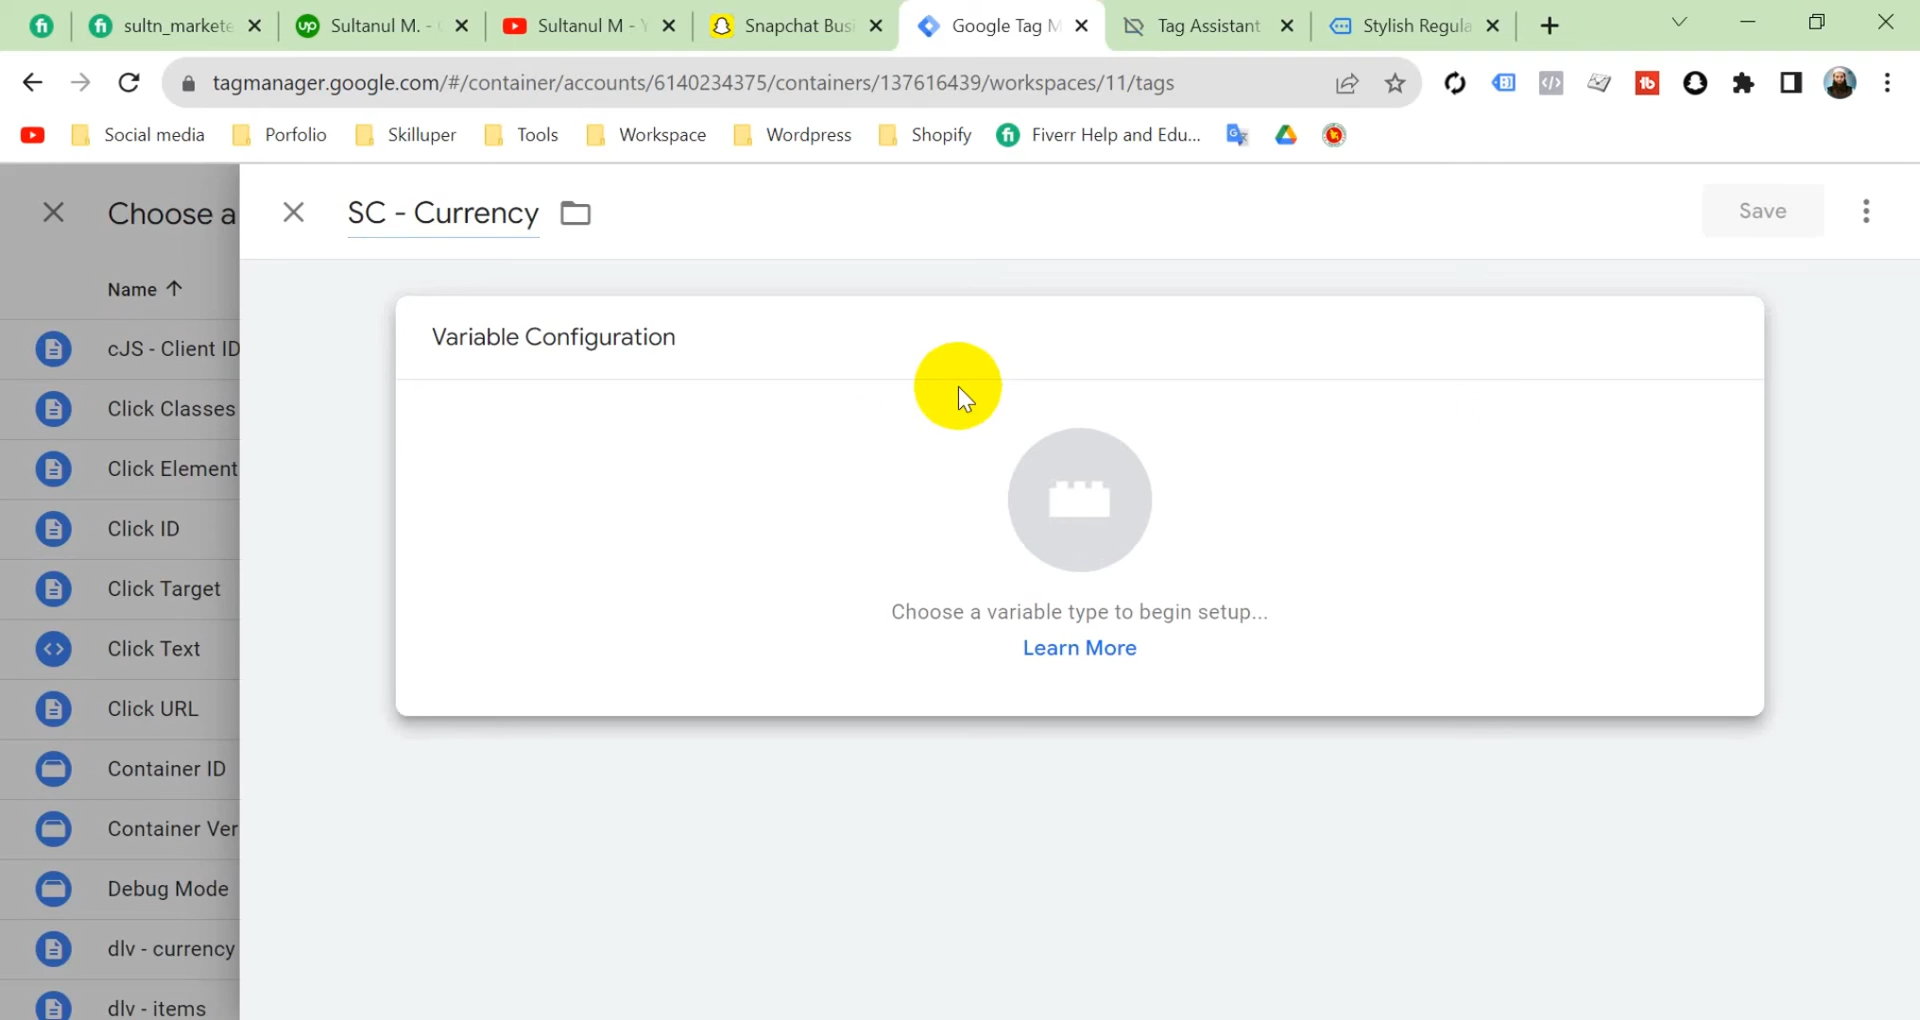 sultn_markete
Sultanul M. -
Sultanul M -
Snapchat Busi
Google Tag M
Tag Assistant
Stylish Regula
tagmanager.google.com/#/container/accounts/6140234375/containers/137616439/workspaces/11/tags
Social media
Porfolio
Skilluper
Tools
Workspace
Wordpress
Shopify
Fiverr Help and Edu...
Choose a
SC - Currency
Save
Name
Variable Configuration
cJS - Client ID
Click Classes
Click Element
Click ID
Click Target
Choose a variable type to begin setup...
Learn More
Click Text
Click URL
Container ID
Container Ver
Debug Mode
dlv - currency
dlv - items